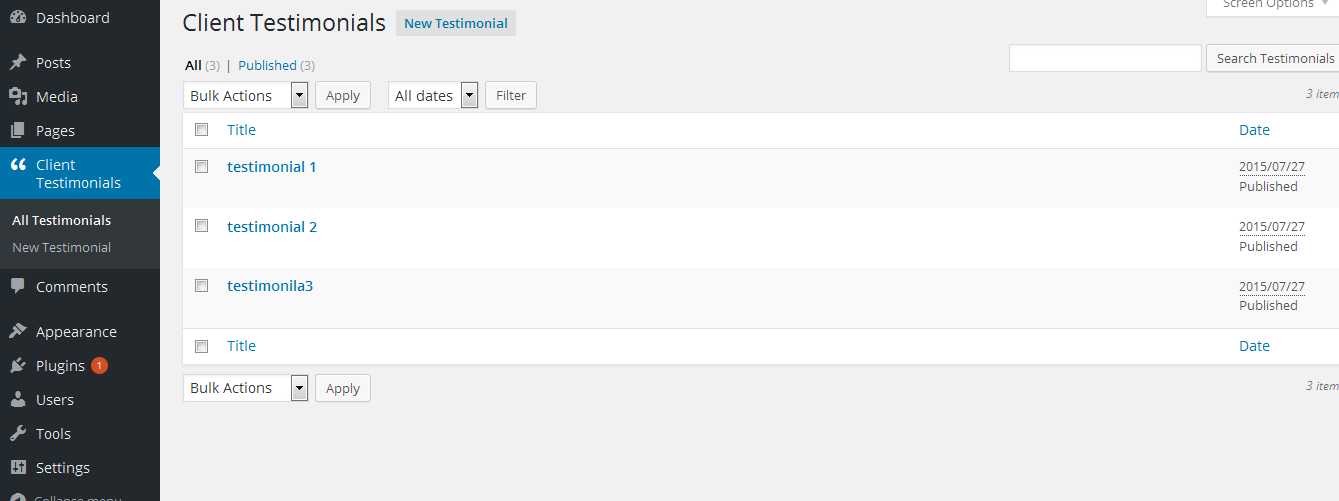 Dashboard
Posts
Media
Pages
Client
Testimonials
All Testimonials
New Testimonial
Comments
Appearance
Plugins 1
Users
Tools
Settings
Collapse menu
Screen Options
Client Testimonials New Testimonial
All (3) | Published (3)
Search Testimonials
Bulk Actions Apply All dates Filter
3 item
Title Date
testimonial 1 2015/07/27
Published
testimonial 2 2015/07/27
Published
testimonila3 2015/07/27
Published
Title Date
Bulk Actions Apply
3 item